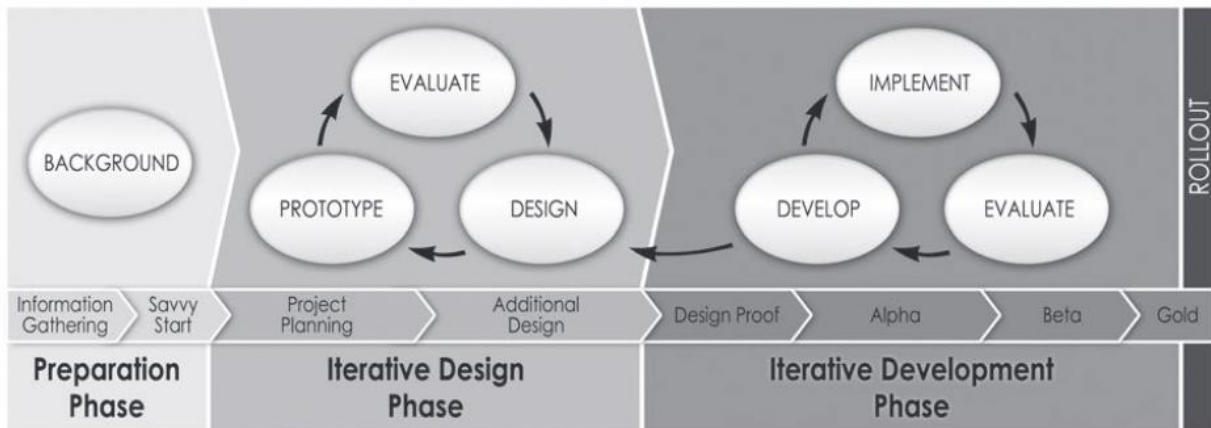 EVALUATE
IMPLEMENT
BACKGROUND
PROTOTYPE
DESIGN
DEVELOP
EVALUATE
ROLLOUT
Information
Gathering
Savvy
Start
Project
Planning
Additional
Design
Design Proof
Alpha
Beta
Gold
Preparation
Phase
Iterative Design
Phase
Iterative Development
Phase